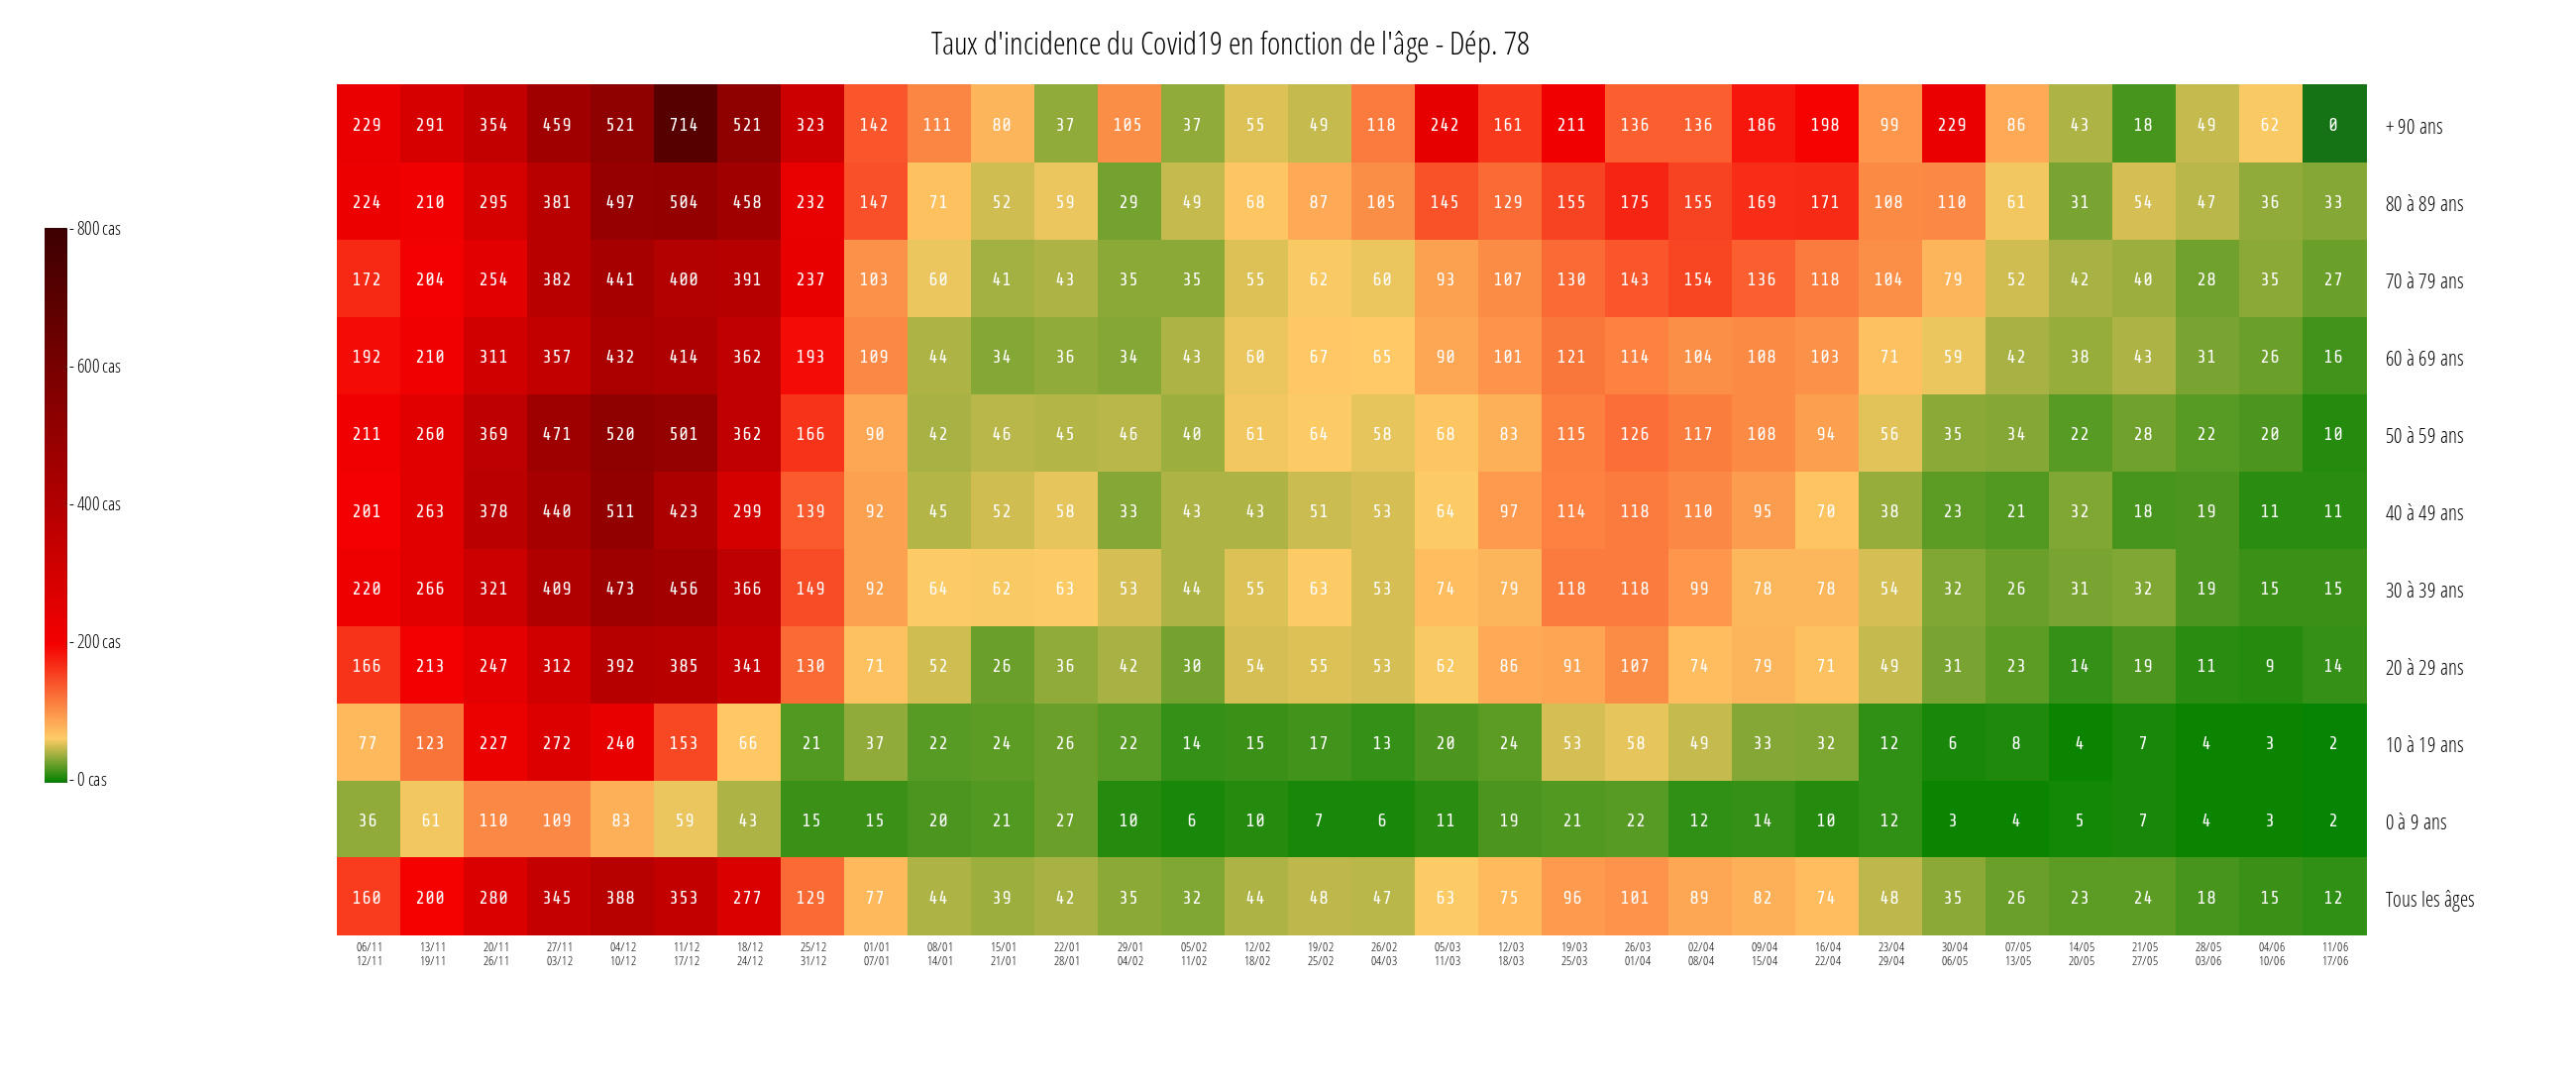 Taux d'incidence du Covid19 en fonction de l'âge - Dép. 78
229 291 354 459 521 714 521 323 142 111 80 37 105 37 55 49 118 242 161 211 136 136 186 198 99 229 86 43 18 49 62 0 + 90 ans
224 210 295 381 497 504 458 232 147 71 52 59 29 49 68 87 105 145 129 155 175 155 169 171 108 110 61 31 54 47 36 33 80 à 89 ans
- 800 cas
172 204 254 382 441 400 391 237 103 60 41 43 35 35 55 62 60 93 107 130 143 154 136 118 104 79 52 42 40 28 35 27 70 à 79 ans
192 210 311 357 432 414 362 193 109 44 34 36 34 43 60 67 65 90 101 121 114 104 108 103 71 59 42 38 43 31 26 16 60 à 69 ans
- 600 cas
211 260 369 471 520 501 362 166 90 42 46 45 46 40 61 64 58 68 83 115 126 117 108 94 56 35 34 22 28 22 20 10 50 à 59 ans
- 400 cas
201 263 378 440 511 423 299 139 92 45 52 58 33 43 43 51 53 64 97 114 118 110 95 70 38 23 21 32 18 19 11 11 40 à 49 ans
220 266 321 409 473 456 366 149 92 64 62 63 53 44 55 63 53 74 79 118 118 99 78 78 54 32 26 31 32 19 15 15 30 à 39 ans
- 200 cas
166 213 247 312 392 385 341 130 71 52 26 36 42 30 54 55 53 62 86 91 107 74 79 71 49 31 23 14 19 11 9 14 20 à 29 ans
77 123 227 272 240 153 66 21 37 22 24 26 22 14 15 17 13 20 24 53 58 49 33 32 12 6 8 4 7 4 3 2 10 à 19 ans
- 0 cas
36 61 110 109 83 59 43 15 15 20 21 27 10 6 10 7 6 11 19 21 22 12 14 10 12 3 4 5 7 4 3 2 0 à 9 ans
160 200 280 345 388 353 277 129 77 44 39 42 35 32 44 48 47 63 75 96 101 89 82 74 48 35 26 23 24 18 15 12 Tous les âges
06/11 13/11 20/11 27/11 04/12 11/12 18/12 25/12 01/01 08/01 15/01 22/01 29/01 05/02 12/02 19/02 26/02 05/03 12/03 19/03 26/03 02/04 09/04 16/04 23/04 30/04 07/05 14/05 21/05 28/05 04/06 11/06
12/11 19/11 26/11 03/12 10/12 17/12 24/12 31/12 07/01 14/01 21/01 28/01 04/02 11/02 18/02 25/02 04/03 11/03 18/03 25/03 01/04 08/04 15/04 22/04 29/04 06/05 13/05 20/05 27/05 03/06 10/06 17/06